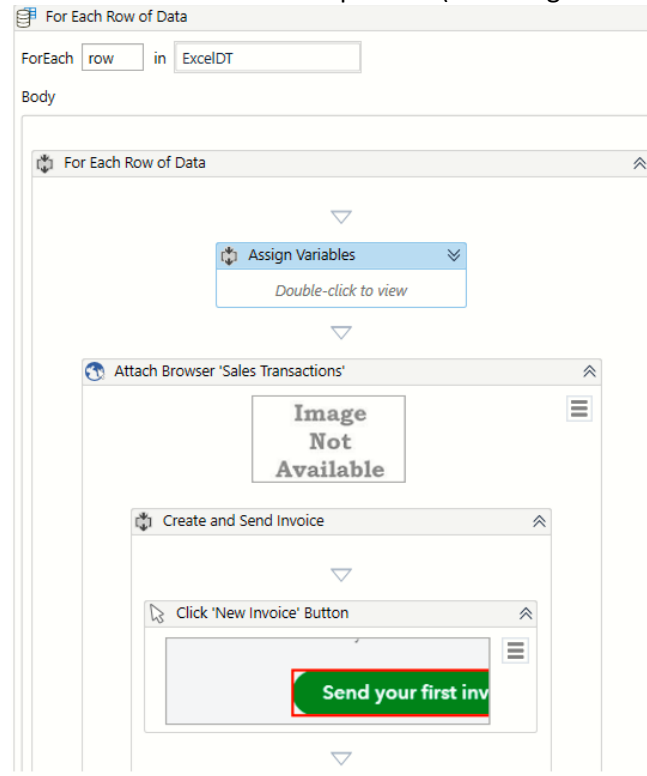 For Each Row of Data
ForEach row in ExcelDT
Body
For Each Row of Data
Assign Variables
Double-click to view
Attach Browser 'Sales Transactions'
Image
Not
Available
Create and Send Invoice
Click 'New Invoice' Button
Send your first inv